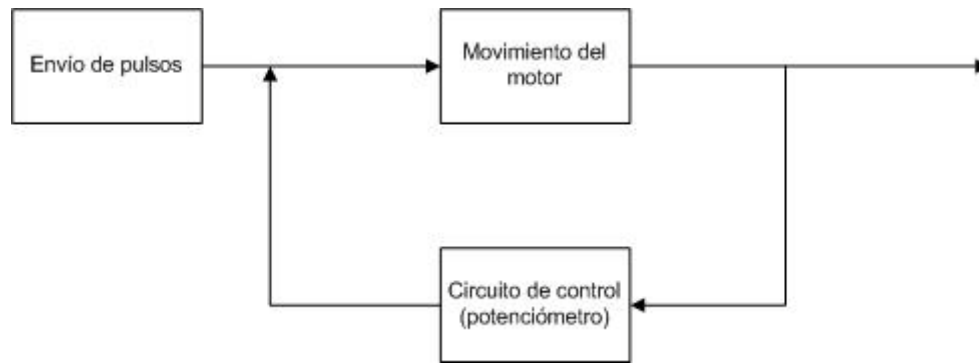 Envio de pulsos
Movimiento del
motor
Circuito de control
(potenciómetro)